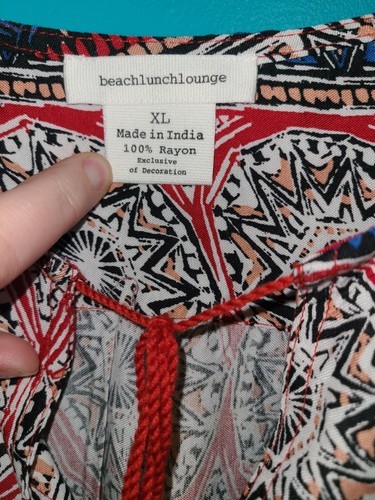 beachlunchlounge
XL
Made in India
100% Rayon
Exclusive
of Decoration